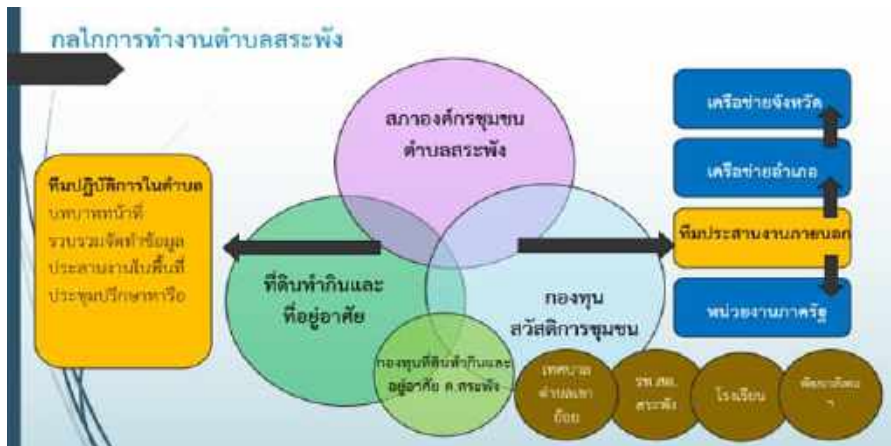 กลไกการทำงานตำบลสระพัง
สภาองค์กรชุมชน
ตำบลสระพัง
ทีมปฏิบัติการในตำบล
บทบาทหน้าที่
รวบรวมจัดทำข้อมูล
ประสานงานในพื้นที่
ประชุมปรึกษาหารือ
ที่ดินทำกินและ
ที่อยู่อาศัย
กองทุน
สวัสดิการชุมชน
กองทุนที่ดินทำกินและ
อยู่อาศัย ต.สระพัง
เทศบาล
ตำบลเขา
ย้อย
รพ.สต.
สระพัง
โรงเรียน
เครือข่ายจังหวัด
เครือข่ายอำเภอ
ทีมประสานงานภายนอก
หน่วยงานภาครัฐ